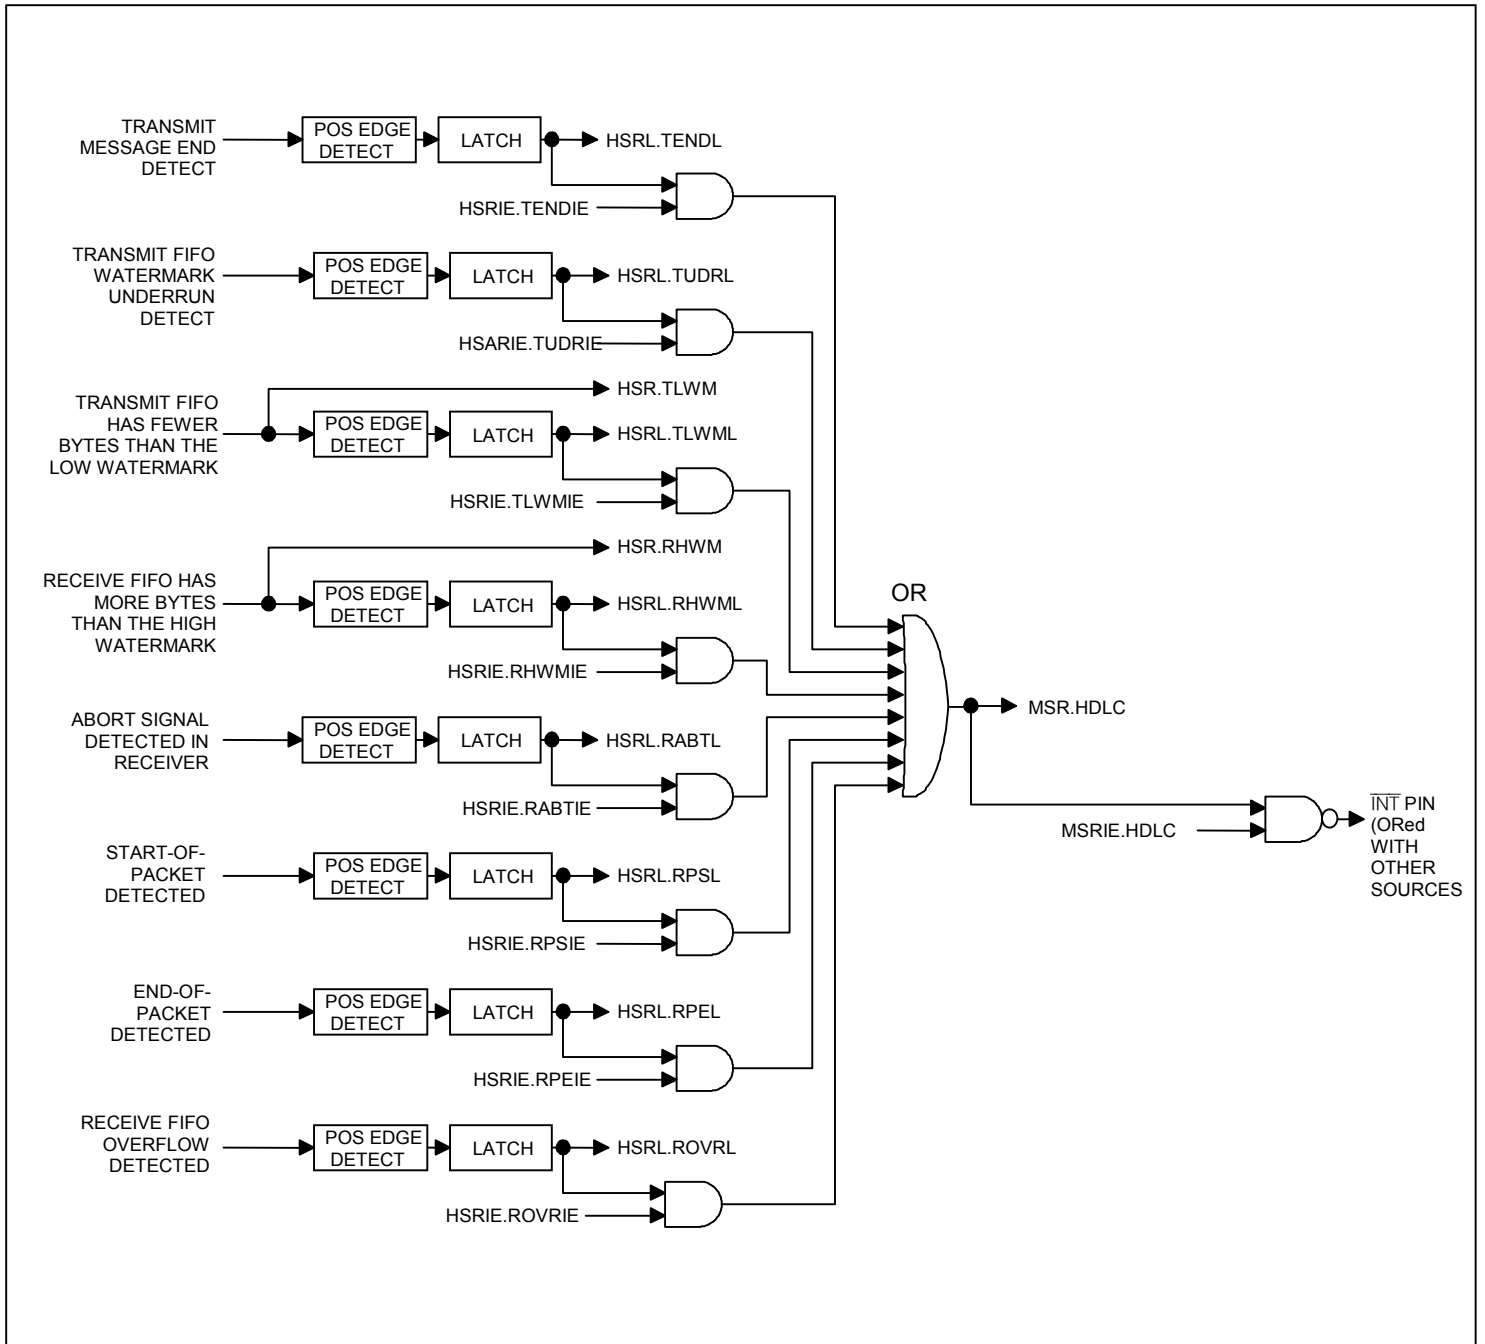 TRANSMIT
MESSAGE END
DETECT
POS EDGE
DETECT
LATCH
HSRL.TENDL
HSRIE.TENDIE
TRANSMIT FIFO
WATERMARK
UNDERRUN
DETECT
POS EDGE
DETECT
LATCH
HSRL.TUDRL
HSARIE.TUDRIE
HSR.TLWM
TRANSMIT FIFO
HAS FEWER
BYTES THAN THE
LOW WATERMARK
POS EDGE
DETECT
LATCH
HSRL.TLWML
HSRIE.TLWMIE
HSR.RHWM
RECEIVE FIFO HAS
MORE BYTES
THAN THE HIGH
WATERMARK
POS EDGE
DETECT
LATCH
HSRL.RHWML
HSRIE.RHWMIE
ABORT SIGNAL
DETECTED IN
RECEIVER
POS EDGE
DETECT
LATCH
HSRL.RABTL
HSRIE.RABTIE
START-OF-
PACKET
DETECTED
POS EDGE
DETECT
LATCH
HSRL.RPSL
HSRIE.RPSIE
END-OF-
PACKET
DETECTED
POS EDGE
DETECT
LATCH
HSRL.RPEL
HSRIE.RPEIE
RECEIVE FIFO
OVERFLOW
DETECTED
POS EDGE
DETECT
LATCH
HSRL.ROVRL
HSRIE.ROVRIE
OR
MSR.HDLC
MSRIE.HDLC
INT PIN
(ORed
WITH
OTHER
SOURCES